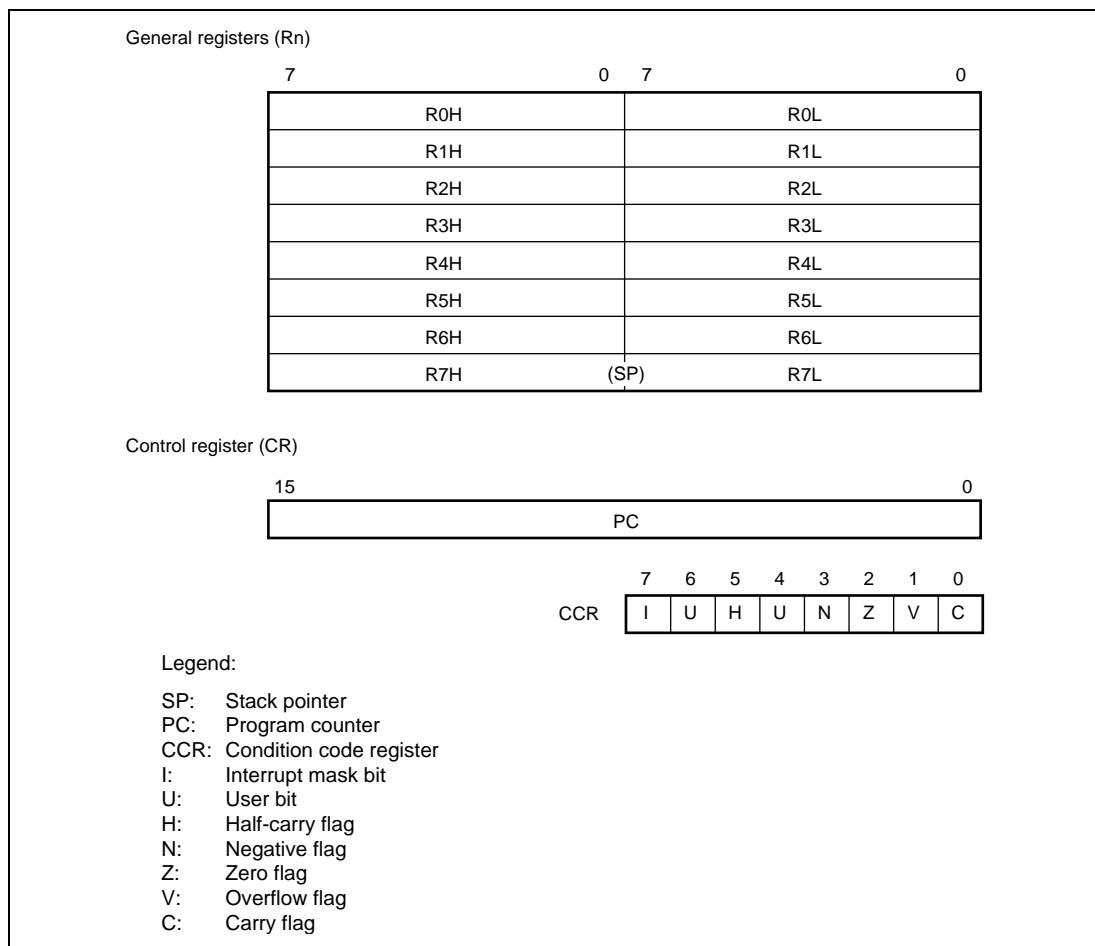 General registers (Rn)
7 0 7 0
R0H R0L
R1H R1L
R2H R2L
R3H R3L
R4H R4L
R5H R5L
R6H R6L
R7H (SP) R7L
Control register (CR)
15 0
PC
7 6 5 4 3 2 1 0
CCR I U H U N Z V C
Legend:
SP: Stack pointer
PC: Program counter
CCR: Condition code register
I: Interrupt mask bit
U: User bit
H: Half-carry flag
N: Negative flag
Z: Zero flag
V: Overflow flag
C: Carry flag